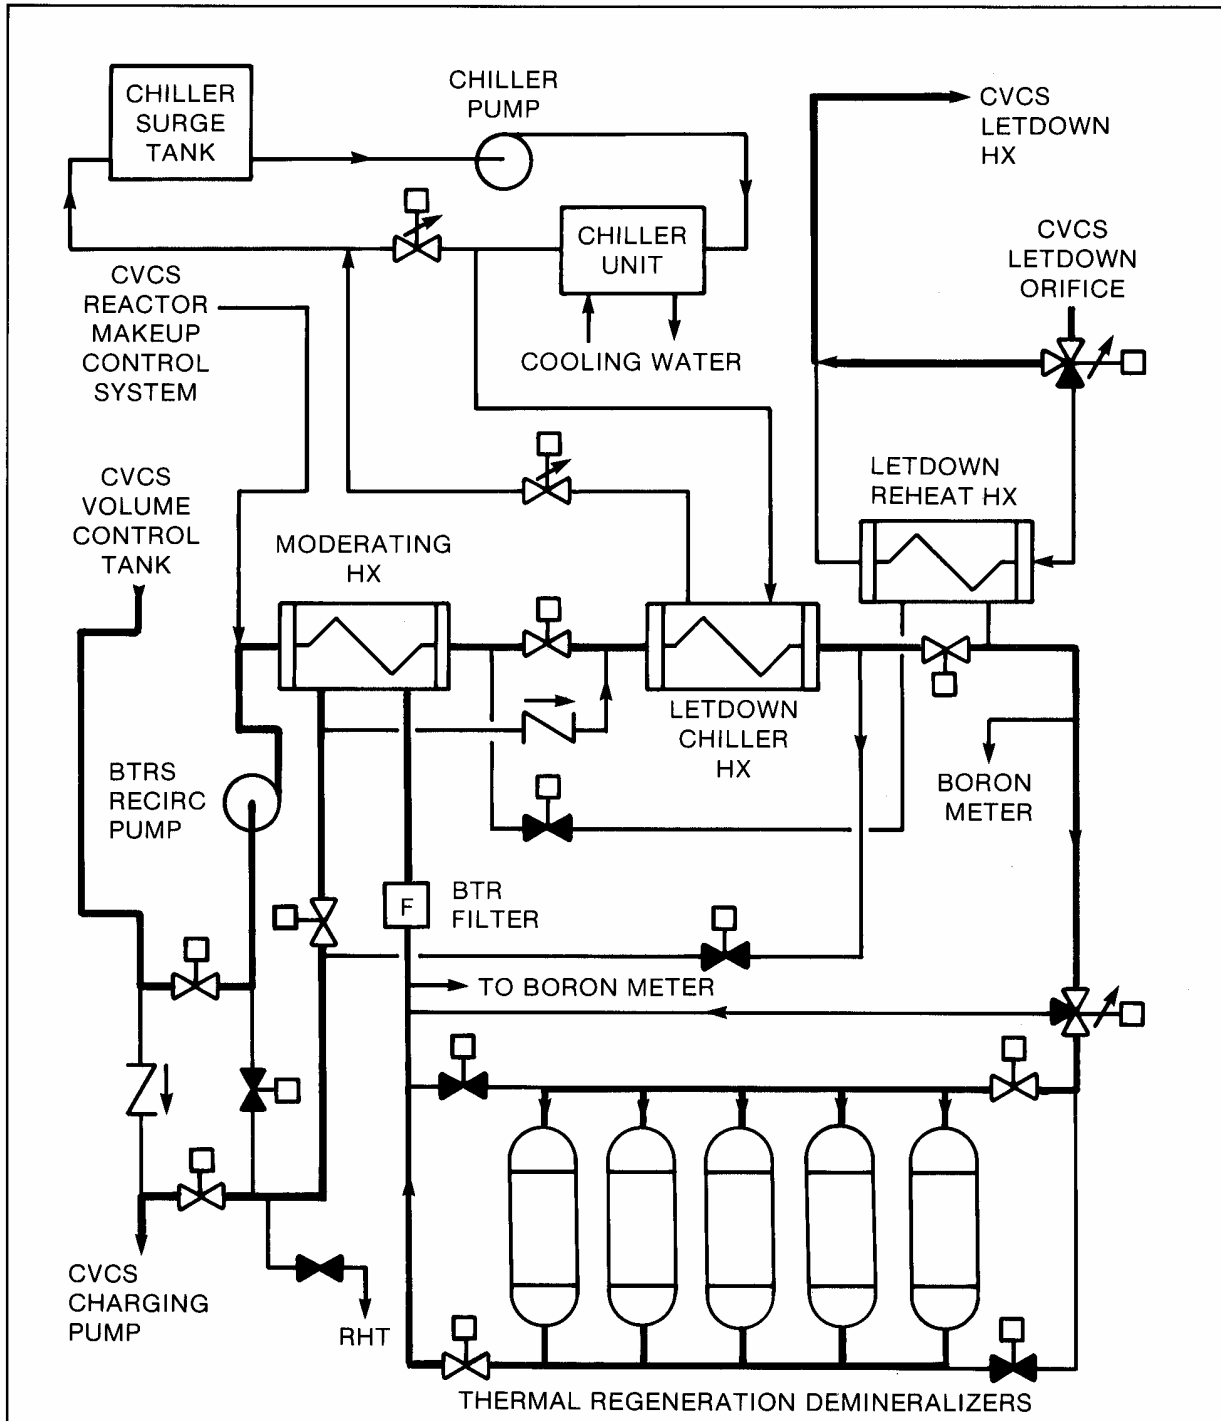 CHILLER
SURGE
TANK
CHILLER
PUMP
CVCS
LETDOWN
HX
CHILLER
UNIT
CVCS
LETDOWN
ORIFICE
CVCS
REACTOR
MAKEUP
CONTROL
SYSTEM
COOLING WATER
CVCS
VOLUME
CONTROL
TANK
LETDOWN
REHEAT HX
MODERATING
HX
LETDOWN
CHILLER
HX
BTRS
RECIRC
PUMP
BORON
METER
F
BTR
FILTER
TO BORON METER
CVCS
CHARGING
PUMP
RHT
THERMAL REGENERATION DEMINERALIZERS